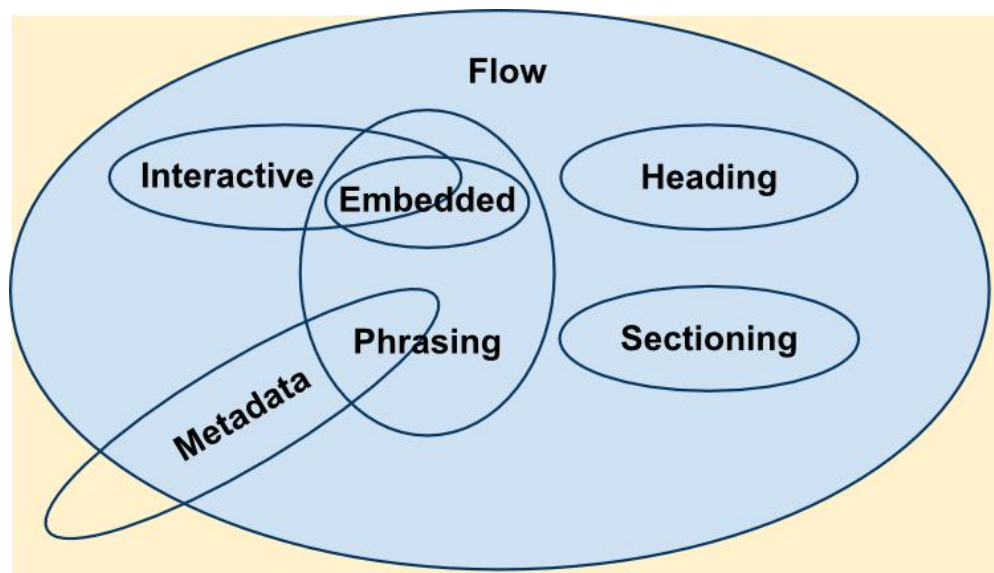 Flow
Interactive
Embedded
Heading
Phrasing
Sectioning
Metadata